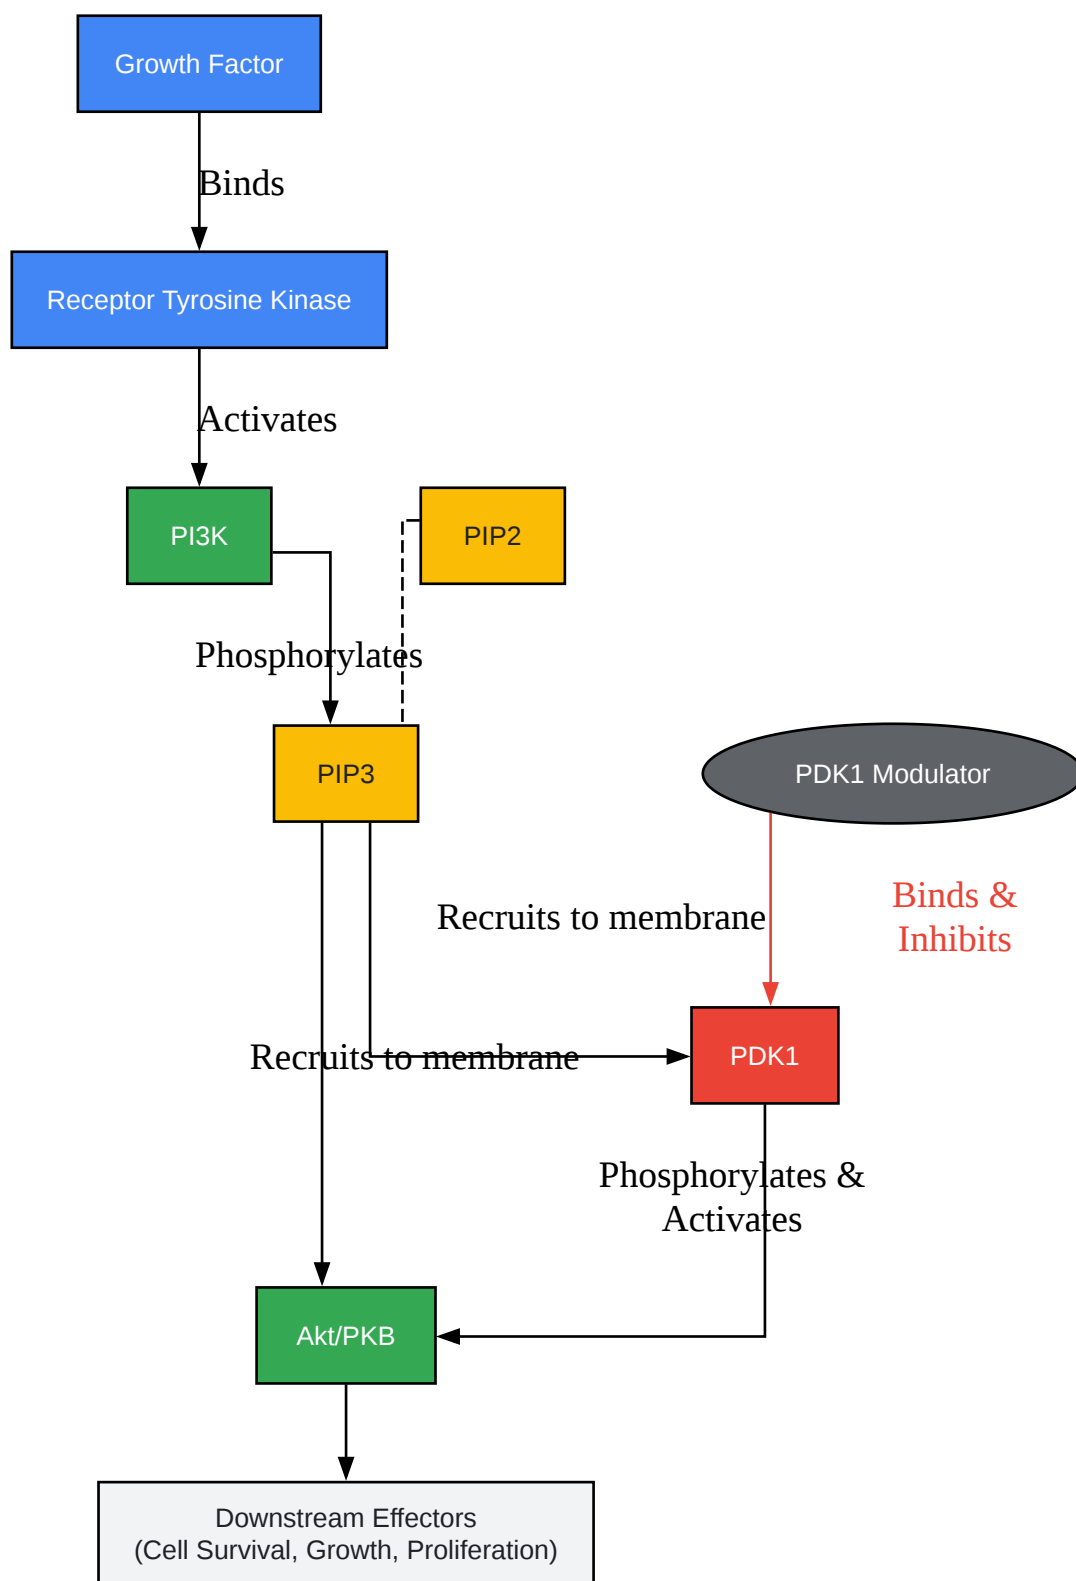 Growth Factor
Binds
Receptor Tyrosine Kinase
Activates
PI3K
PIP2
Phosphorylates
PIP3
PDK1 Modulator
Recruits to membrane
Binds &
Inhibits
Recruits to membrane
PDK1
Phosphorylates &
Activates
Akt/PKB
Downstream Effectors
(Cell Survival, Growth, Proliferation)